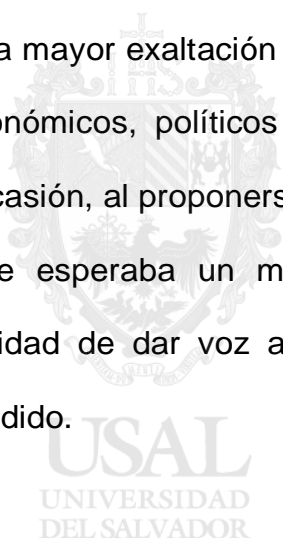 a mayor exaltación
onómicos, políticos
casión, al proponers
e esperaba un m
idad de dar voz a
dido.
USAL
UNIVERSIDAD
DEL SALVADOR